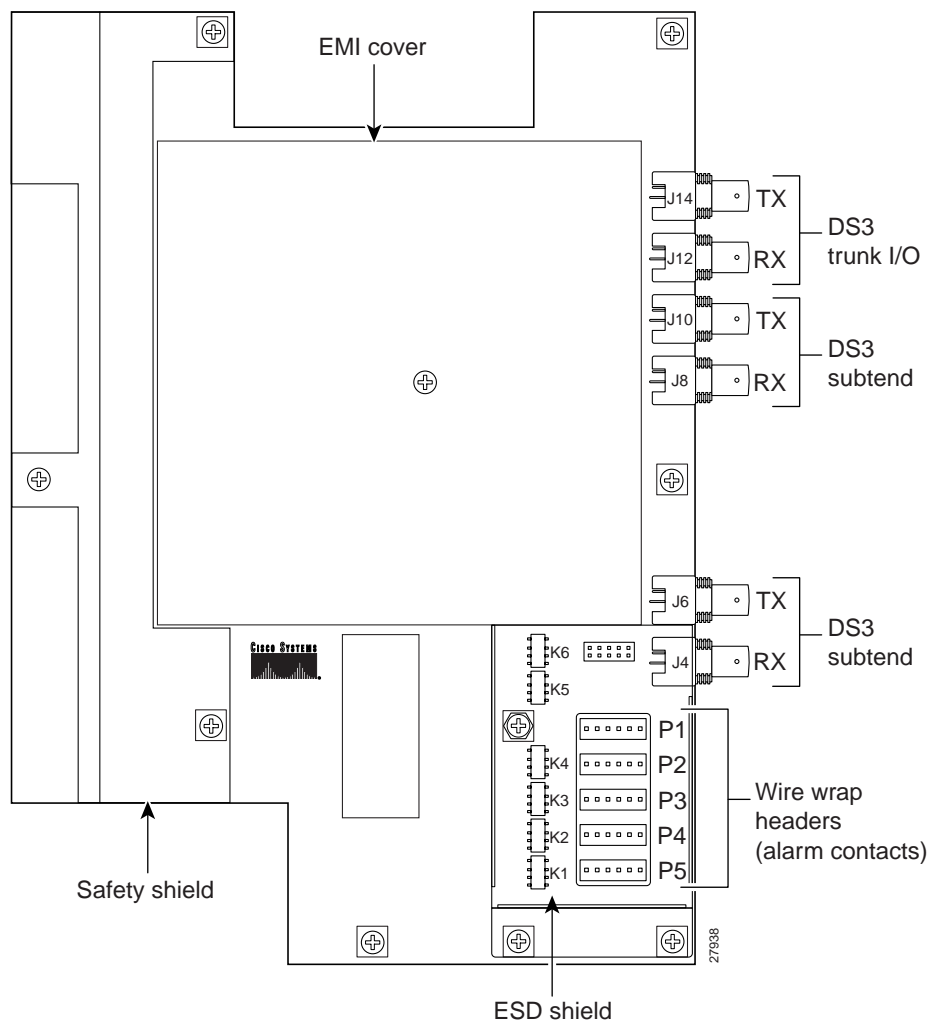 EMI cover
J14
TX
DS3
trunk I/O
J12
RX
J10
TX
DS3
subtend
J8
RX
J6
TX
DS3
subtend
J4
RX
CISCO SYSTEMS
K6
K5
P1
K4
P2
K3
P3
Wire wrap
headers
(alarm contacts)
K2
P4
K1
P5
Safety shield
27938
ESD shield